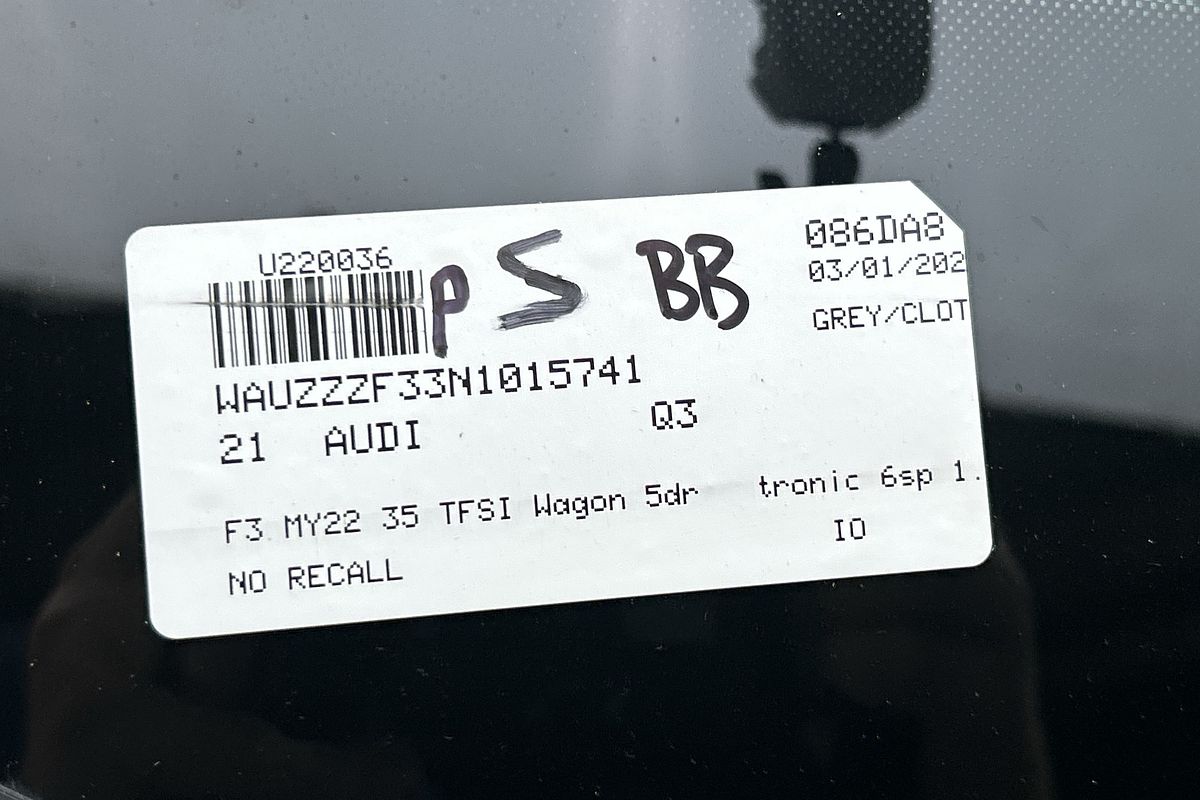 U220036
P S BB
086DA8
03/01/202
GREY/CLOT
WAUZZZF33N1015741
21 AUDI Q3
F3 MY22 35 TFSI Wagon 5dr tronic 6sp 1.
IO
NO RECALL